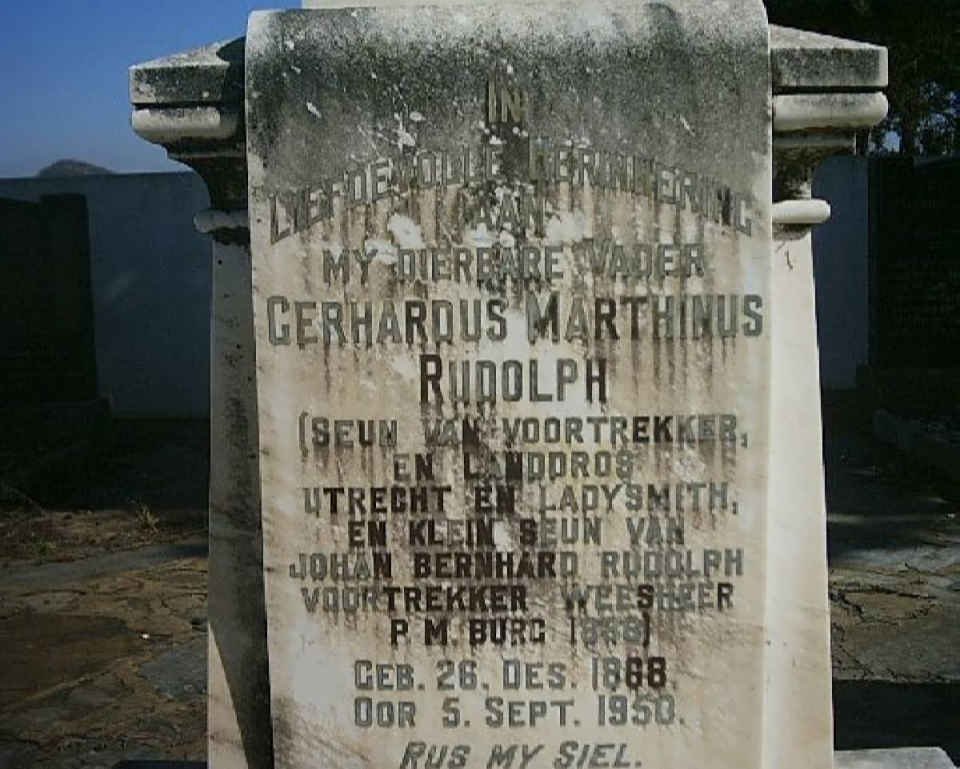 IN
LIEFDEVOLLE HERINNERING
AAN
MY DIERBARE VADER
GERHARDUS MARTHINUS
RUDOLPH
(SEUN VAN VOORTREKKER,
EN LANDDROS
UTRECHT EN LADYSMITH,
EN KLEIN SEUN VAN
JOHAN BERNHARD RUDOLPH
VOORTREKKER WEESHEER
P. M. BURG
GEB. 26. DES. 1868.
OOR 5. SEPT. 1950.
RUS MY SIEL.